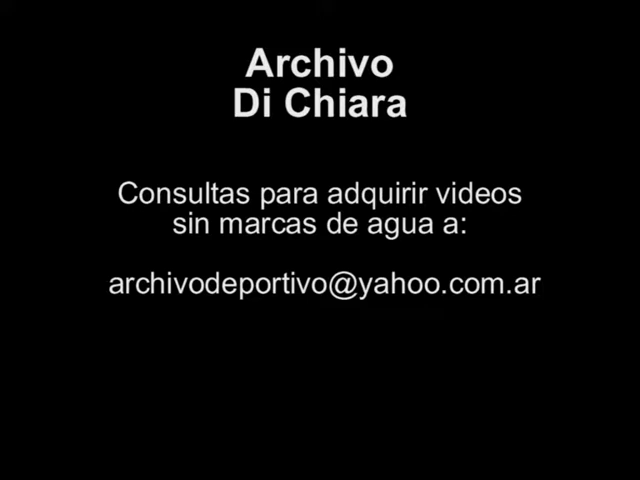 Archivo
Di Chiara
Consultas para adquirir videos
sin marcas de agua a:
archivodeportivo@yahoo.com.ar